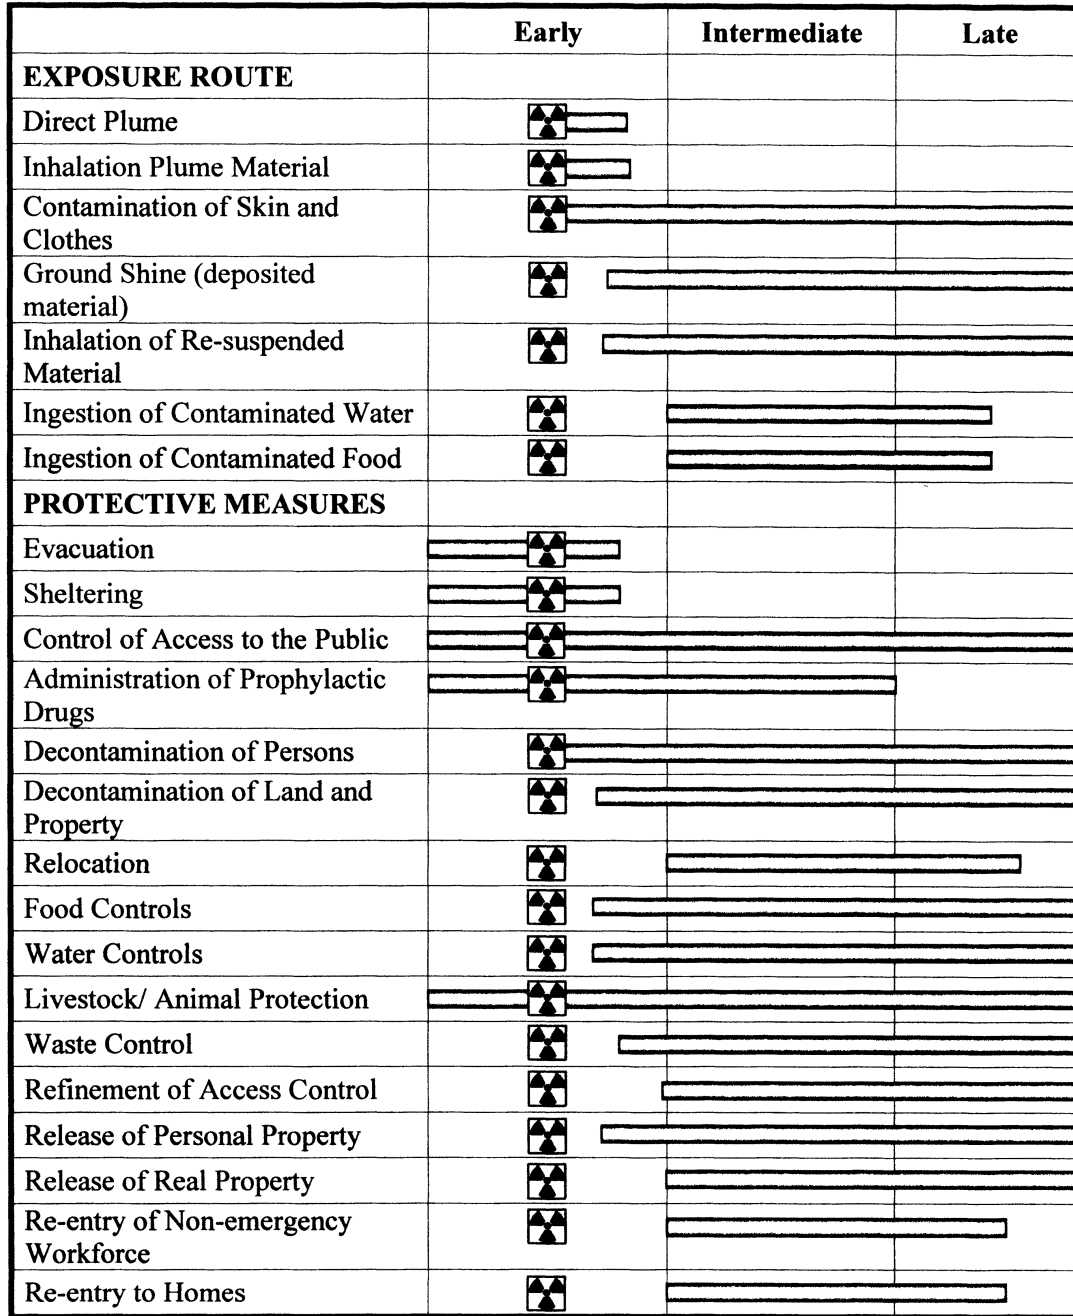 Early Intermediate Late
EXPOSURE ROUTE
Direct Plume
Inhalation Plume Material
Contamination of Skin and
Clothes
Ground Shine (deposited
material)
Inhalation of Re-suspended
Material
Ingestion of Contaminated Water
Ingestion of Contaminated Food
PROTECTIVE MEASURES
Evacuation
Sheltering
Control of Access to the Public
Administration of Prophylactic
Drugs
Decontamination of Persons
Decontamination of Land and
Property
Relocation
Food Controls
Water Controls
Livestock/ Animal Protection
Waste Control
Refinement of Access Control
Release of Personal Property
Release of Real Property
Re-entry of Non-emergency
Workforce
Re-entry to Homes